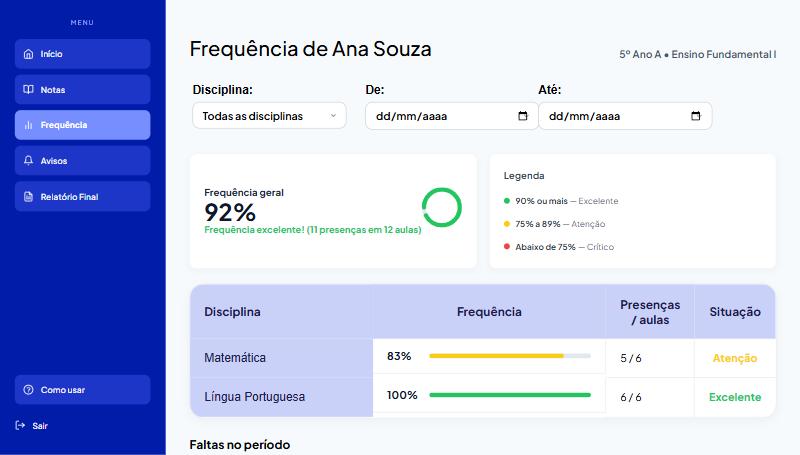 MENU
Início
Notas
Frequência
Avisos
Relatório Final
Como usar
Sair
Frequência de Ana Souza
5º Ano A • Ensino Fundamental I
Disciplina:
De:
Até:
Todas as disciplinas
dd/mm/aaaa
dd/mm/aaaa
Frequência geral
92%
Frequência excelente! (11 presenças em 12 aulas)
Legenda
90% ou mais — Excelente
75% a 89% — Atenção
Abaixo de 75% — Crítico
Disciplina
Frequência
Presenças
/ aulas
Situação
Matemática
83%
5 / 6
Atenção
Língua Portuguesa
100%
6 / 6
Excelente
Faltas no período